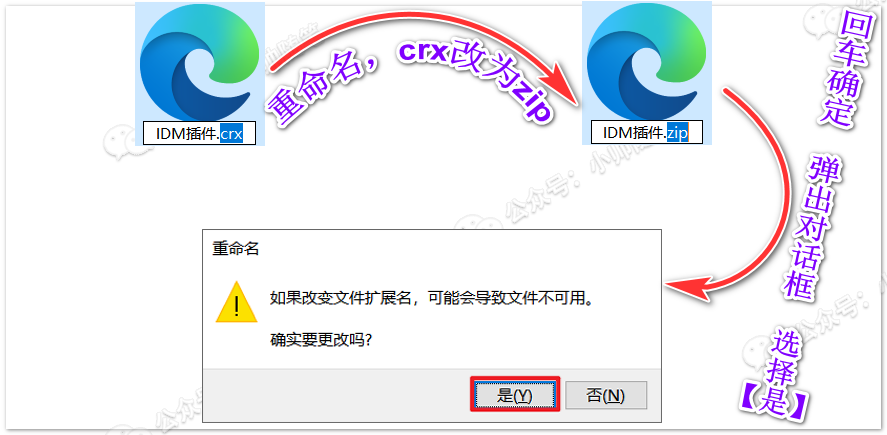 IDM插件.crx
重命名，crx改为zip
IDM插件.zip
回车确定
弹出对话框
选择
【是】
重命名
如果改变文件扩展名，可能会导致文件不可用。
确实要更改吗?
是(Y)
否(N)
公众号：小帅
公众号：
公众号：小
公众号